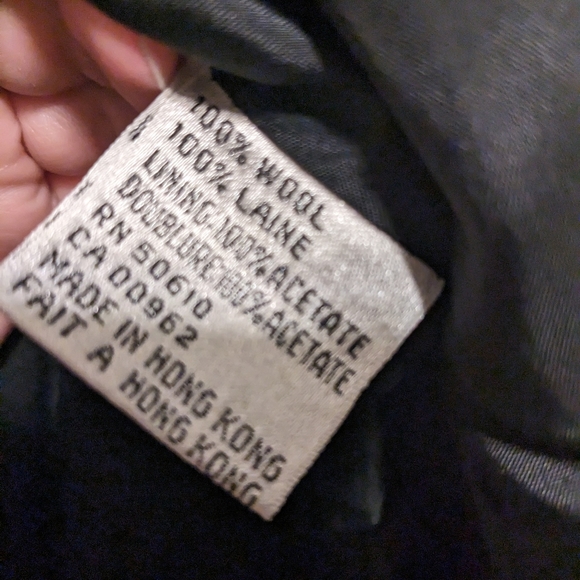 100% WOOL
100% LAINE
LINING:100%ACETATE
DOUBLURE:100%ACETATE
RN 50610
CA 00962
MADE IN HONG KONG
FAIT A HONG KONG